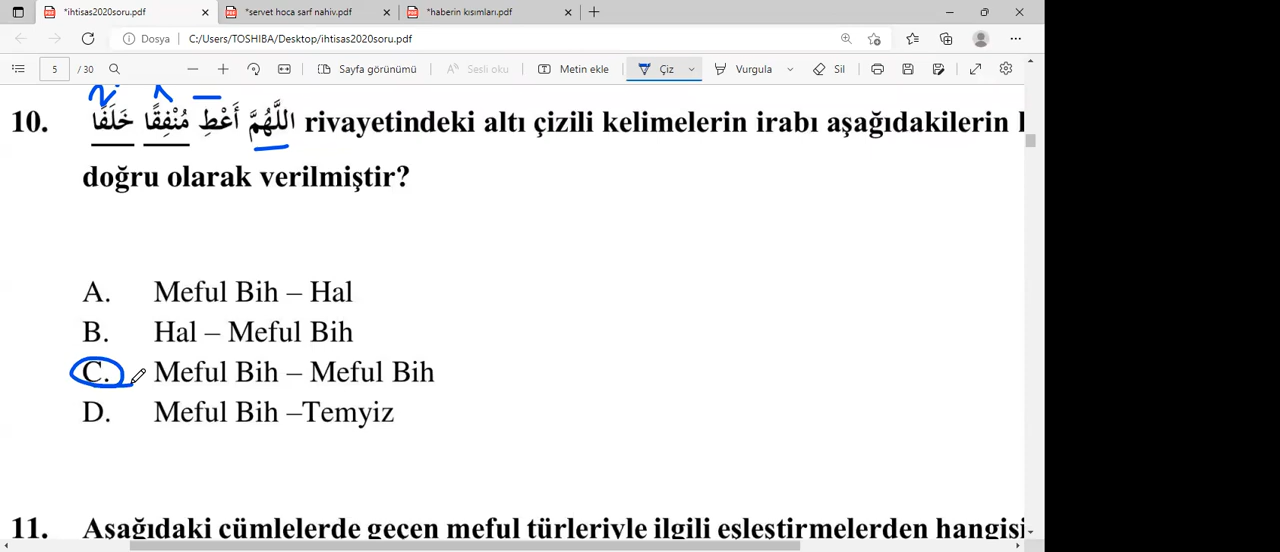 *ihtisas2020soru.pdf
*servet hoca sarf nahiv.pdf
*haberin kısımları.pdf
Dosya
C:/Users/TOSHIBA/Desktop/ihtisas2020soru.pdf
5 / 30
Sayfa görünümü
Sesli oku
Metin ekle
Çiz
Vurgula
Sil
10. اللَّهُمَّ أَعْطِ مُنْفِقًا خَلَفًا rivayetindeki altı çizili kelimelerin irabı aşağıdakilerin
doğru olarak verilmiştir?
A. Meful Bih – Hal
B. Hal – Meful Bih
C. Meful Bih – Meful Bih
D. Meful Bih –Temyiz
11. Aşağıdaki cümlelerde geçen meful türleriyle ilgili eşleştirmelerden hangisi